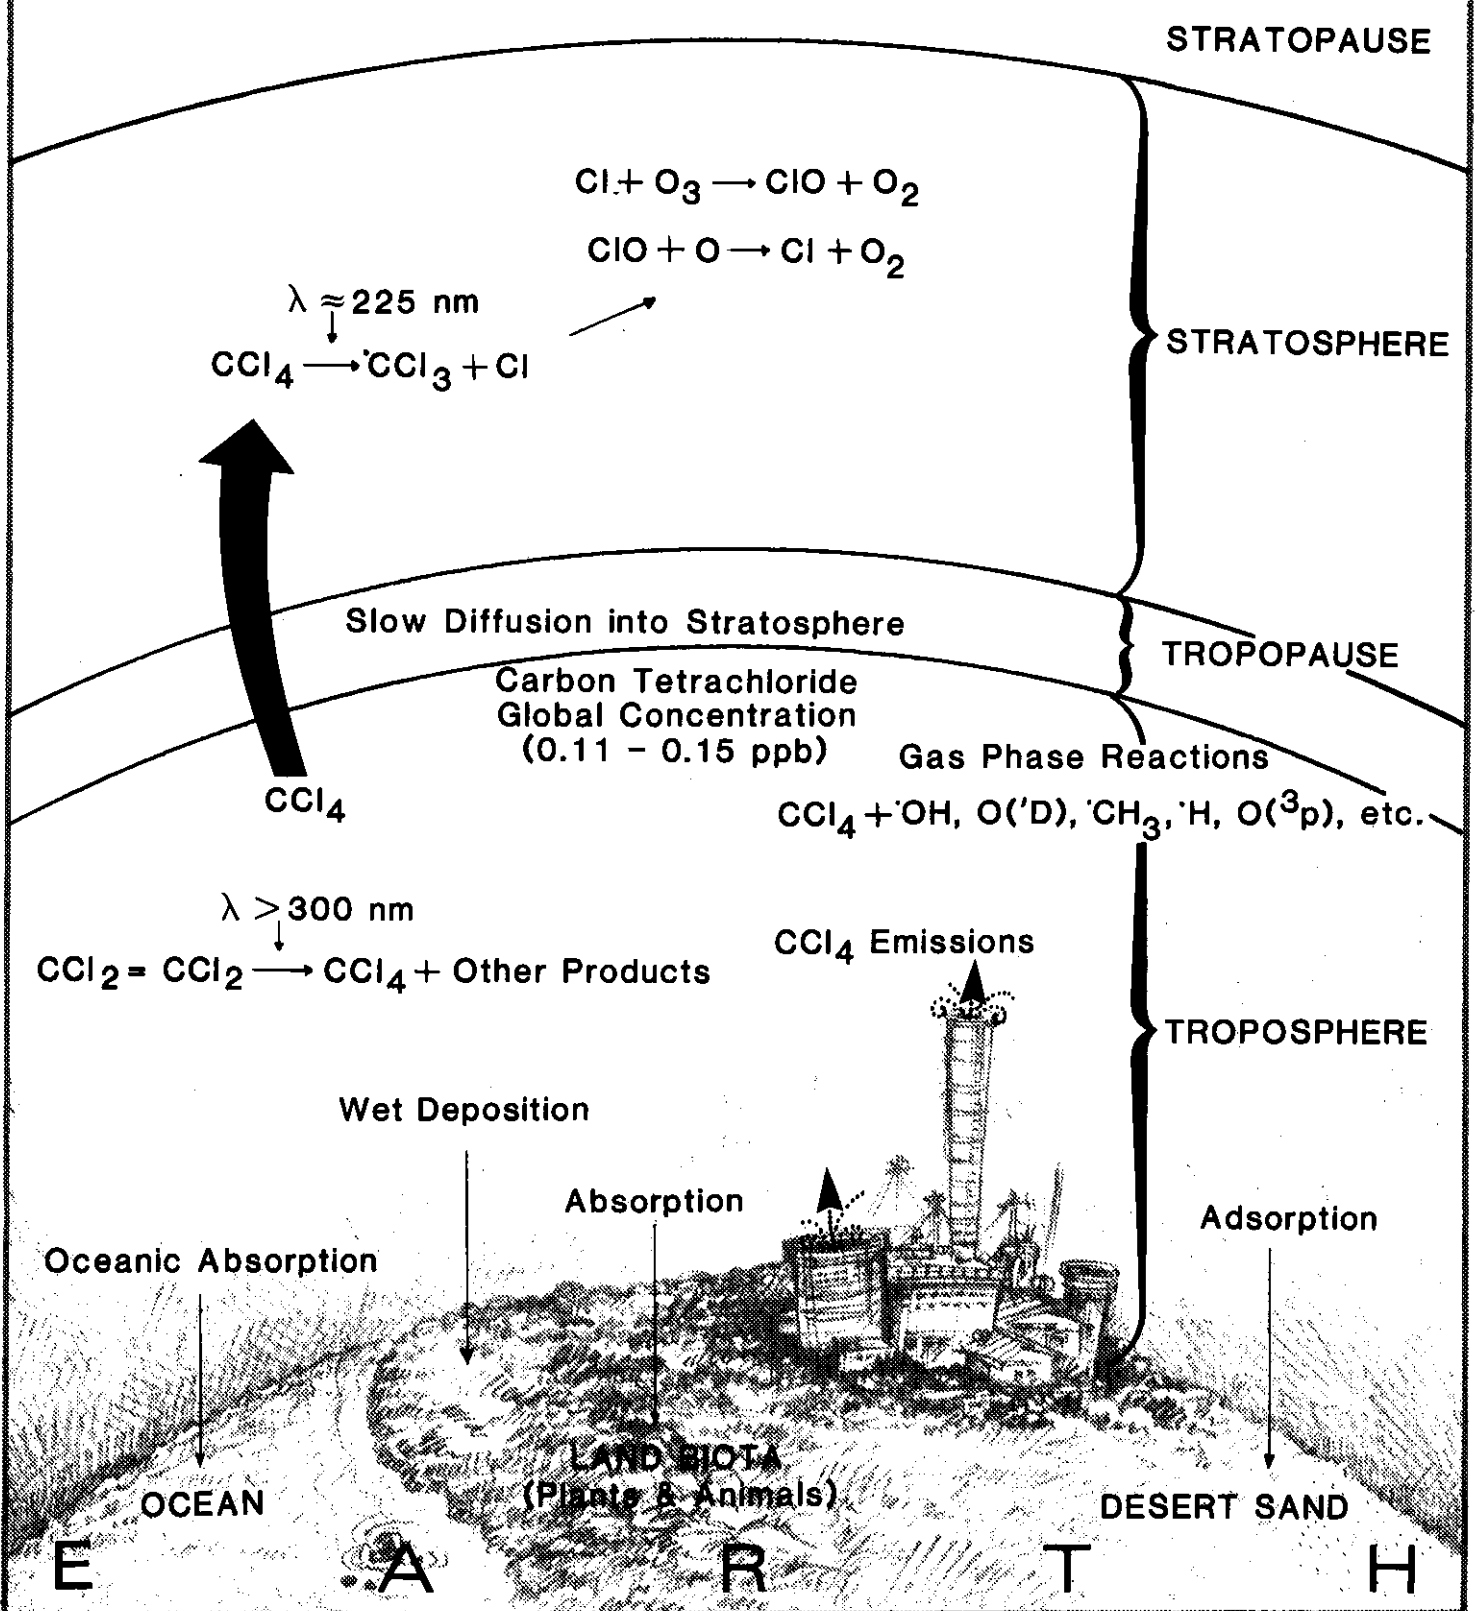 STRATOPAUSE
Cl.+ O3 → ClO + O2
ClO + O → Cl + O2
λ ≈ 225 nm
CCl4 → ˙CCl3 + Cl
STRATOSPHERE
Slow Diffusion into Stratosphere
TROPOPAUSE
Carbon Tetrachloride
Global Concentration
(0.11 – 0.15 ppb)
Gas Phase Reactions
CCl4
CCl4 + ˙OH, O('D), ˙CH3, ˙H, O(³p), etc.
λ > 300 nm
CCl4 Emissions
CCl2 = CCl2 → CCl4 + Other Products
TROPOSPHERE
Wet Deposition
Absorption
Adsorption
Oceanic Absorption
LAND BIOTA
(Plants & Animals)
OCEAN
DESERT SAND
E A R T H